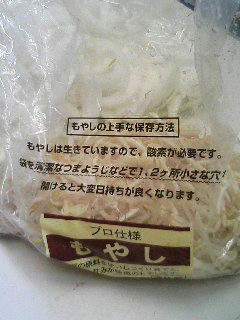 もやしの上手な保存方法
もやしは生きていますので、酸素が必要です。
袋を清潔なつまようじなどで1,2ヶ所小さな穴
開けると大変日持ちが良くなります。
プロ仕様
もやし